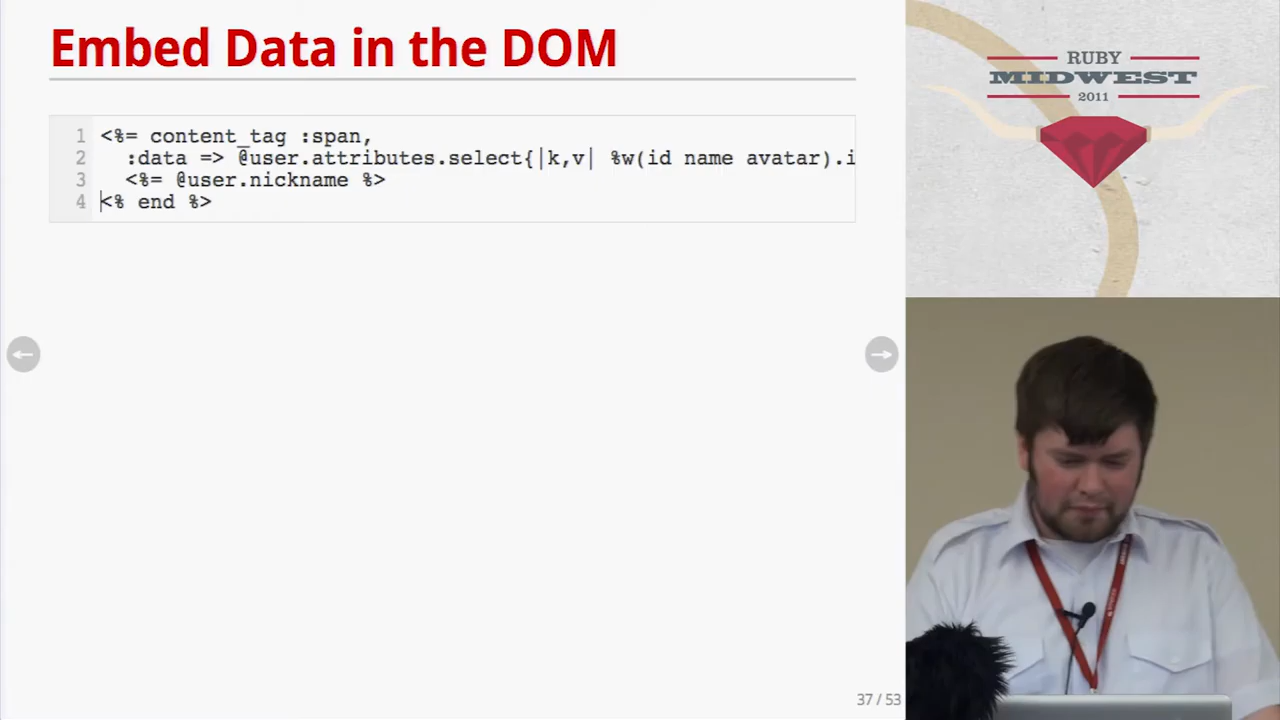 Embed Data in the DOM
1 <%= content_tag :span,
2 :data => @user.attributes.select{|k,v| %w(id name avatar).i
3 <%= @user.nickname %>
4 <% end %>
37 / 53
RUBY
MIDWEST
2011